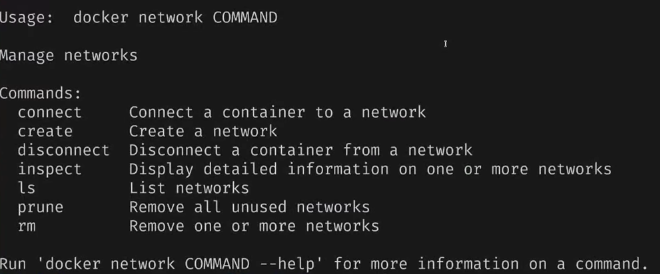 Usage:  docker network COMMAND
Manage networks
Commands:
  connect     Connect a container to a network
  create      Create a network
  disconnect  Disconnect a container from a network
  inspect     Display detailed information on one or more networks
  ls          List networks
  prune       Remove all unused networks
  rm          Remove one or more networks
Run 'docker network COMMAND --help' for more information on a command.